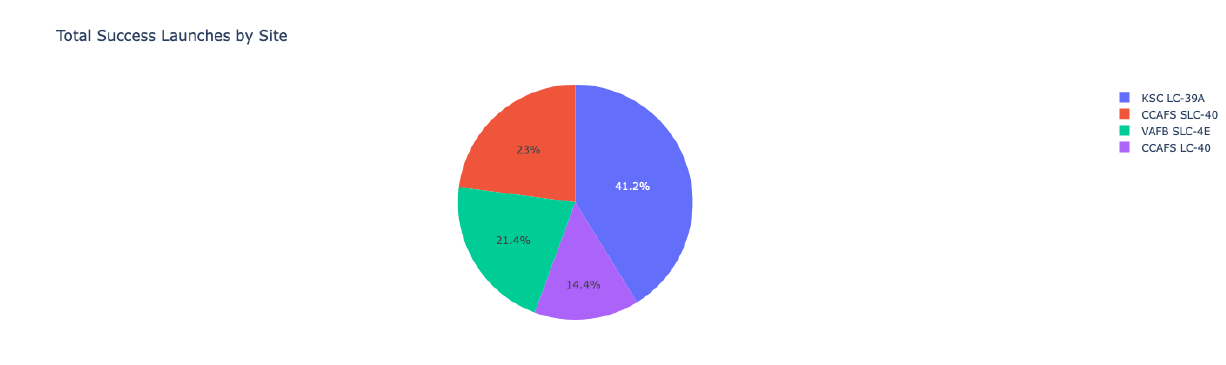 Total Success Launches by Site
KSC LC-39A
CCAFS SLC-40
VAFB SLC-4E
CCAFS LC-40
23%
41.2%
21.4%
14.4%